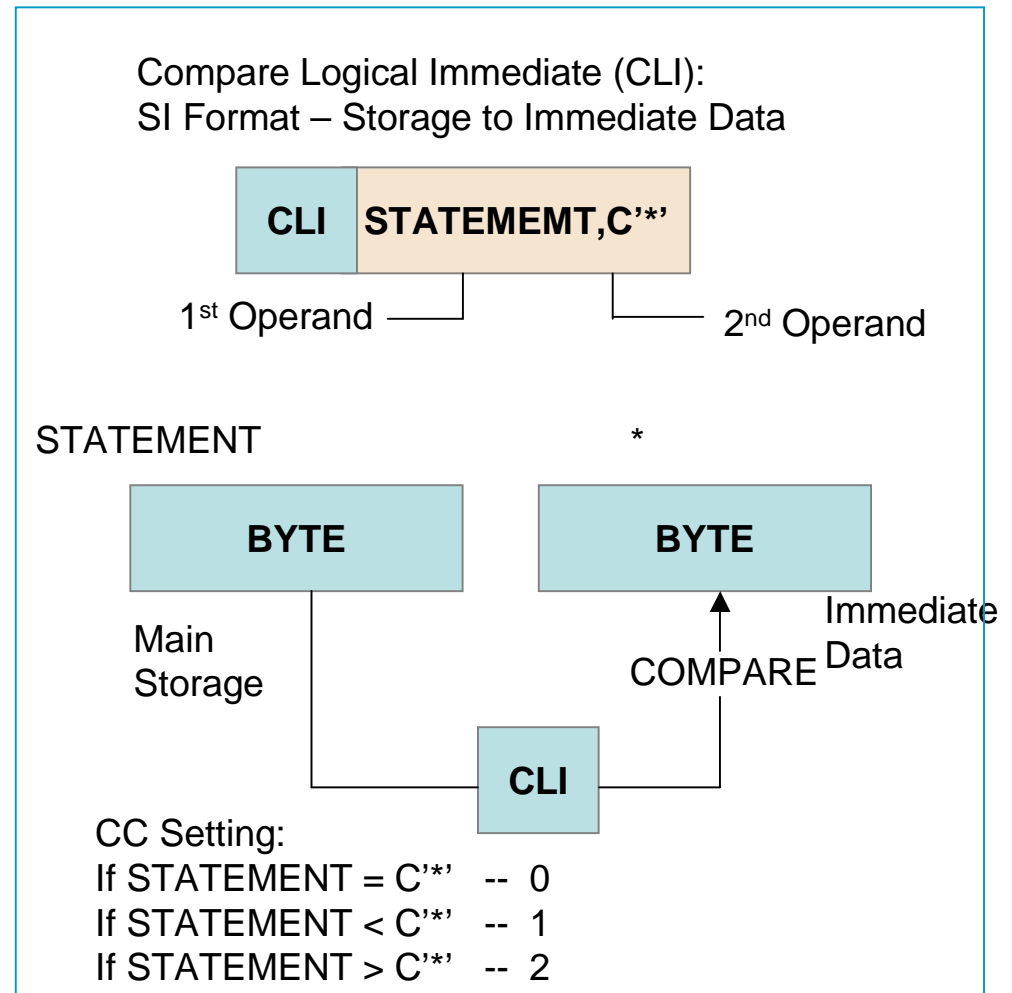 Compare Logical Immediate (CLI):
SI Format – Storage to Immediate Data
CLI STATEMEMT,C’*’
1st Operand
2nd Operand
STATEMENT *
BYTE BYTE
Main
Storage
Immediate
Data
COMPARE
CLI
CC Setting:
If STATEMENT = C’*’ -- 0
If STATEMENT < C’*’ -- 1
If STATEMENT > C’*’ -- 2